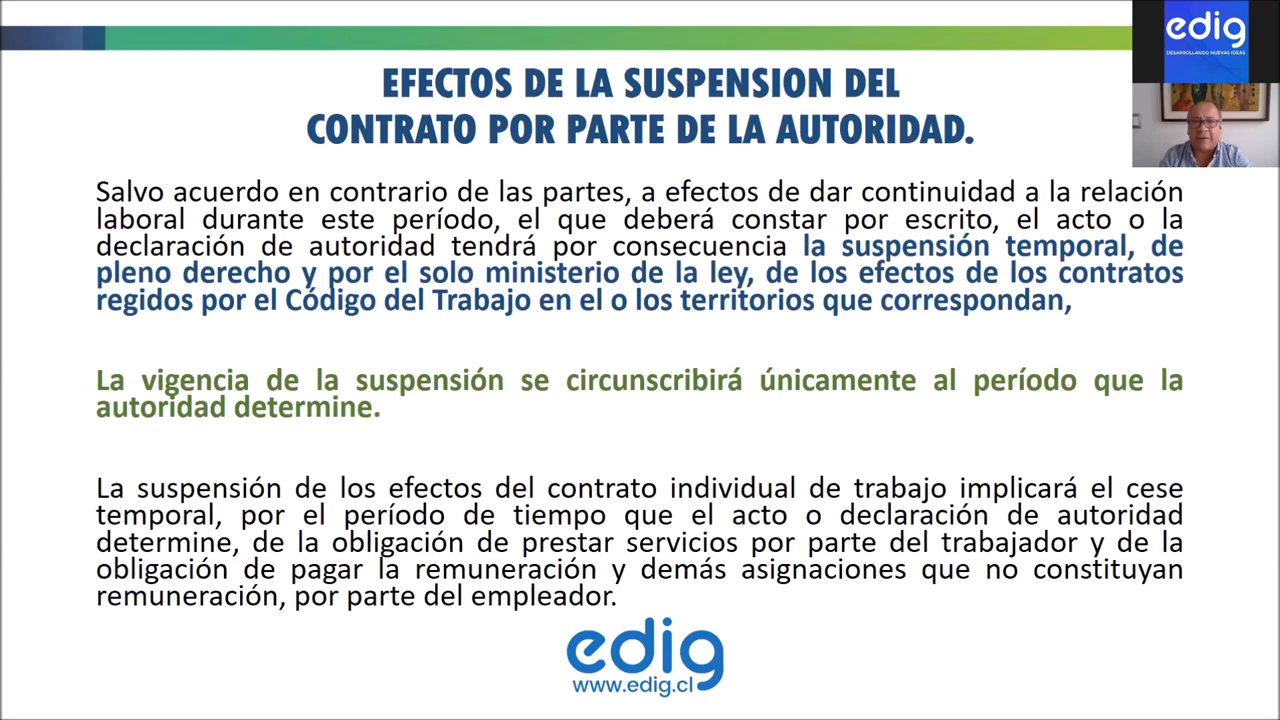 edig
DESARROLLANDO NUEVAS IDEAS
EFECTOS DE LA SUSPENSION DEL
CONTRATO POR PARTE DE LA AUTORIDAD.
Salvo acuerdo en contrario de las partes, a efectos de dar continuidad a la relación
laboral durante este período, el que deberá constar por escrito, el acto o la
declaración de autoridad tendrá por consecuencia la suspensión temporal, de
pleno derecho y por el solo ministerio de la ley, de los efectos de los contratos
regidos por el Código del Trabajo en el o los territorios que correspondan,
La vigencia de la suspensión se circunscribirá únicamente al período que la
autoridad determine.
La suspensión de los efectos del contrato individual de trabajo implicará el cese
temporal, por el período de tiempo que el acto o declaración de autoridad
determine, de la obligación de prestar servicios por parte del trabajador y de la
obligación de pagar la remuneración y demás asignaciones que no constituyan
remuneración, por parte del empleador.
edig
www.edig.cl